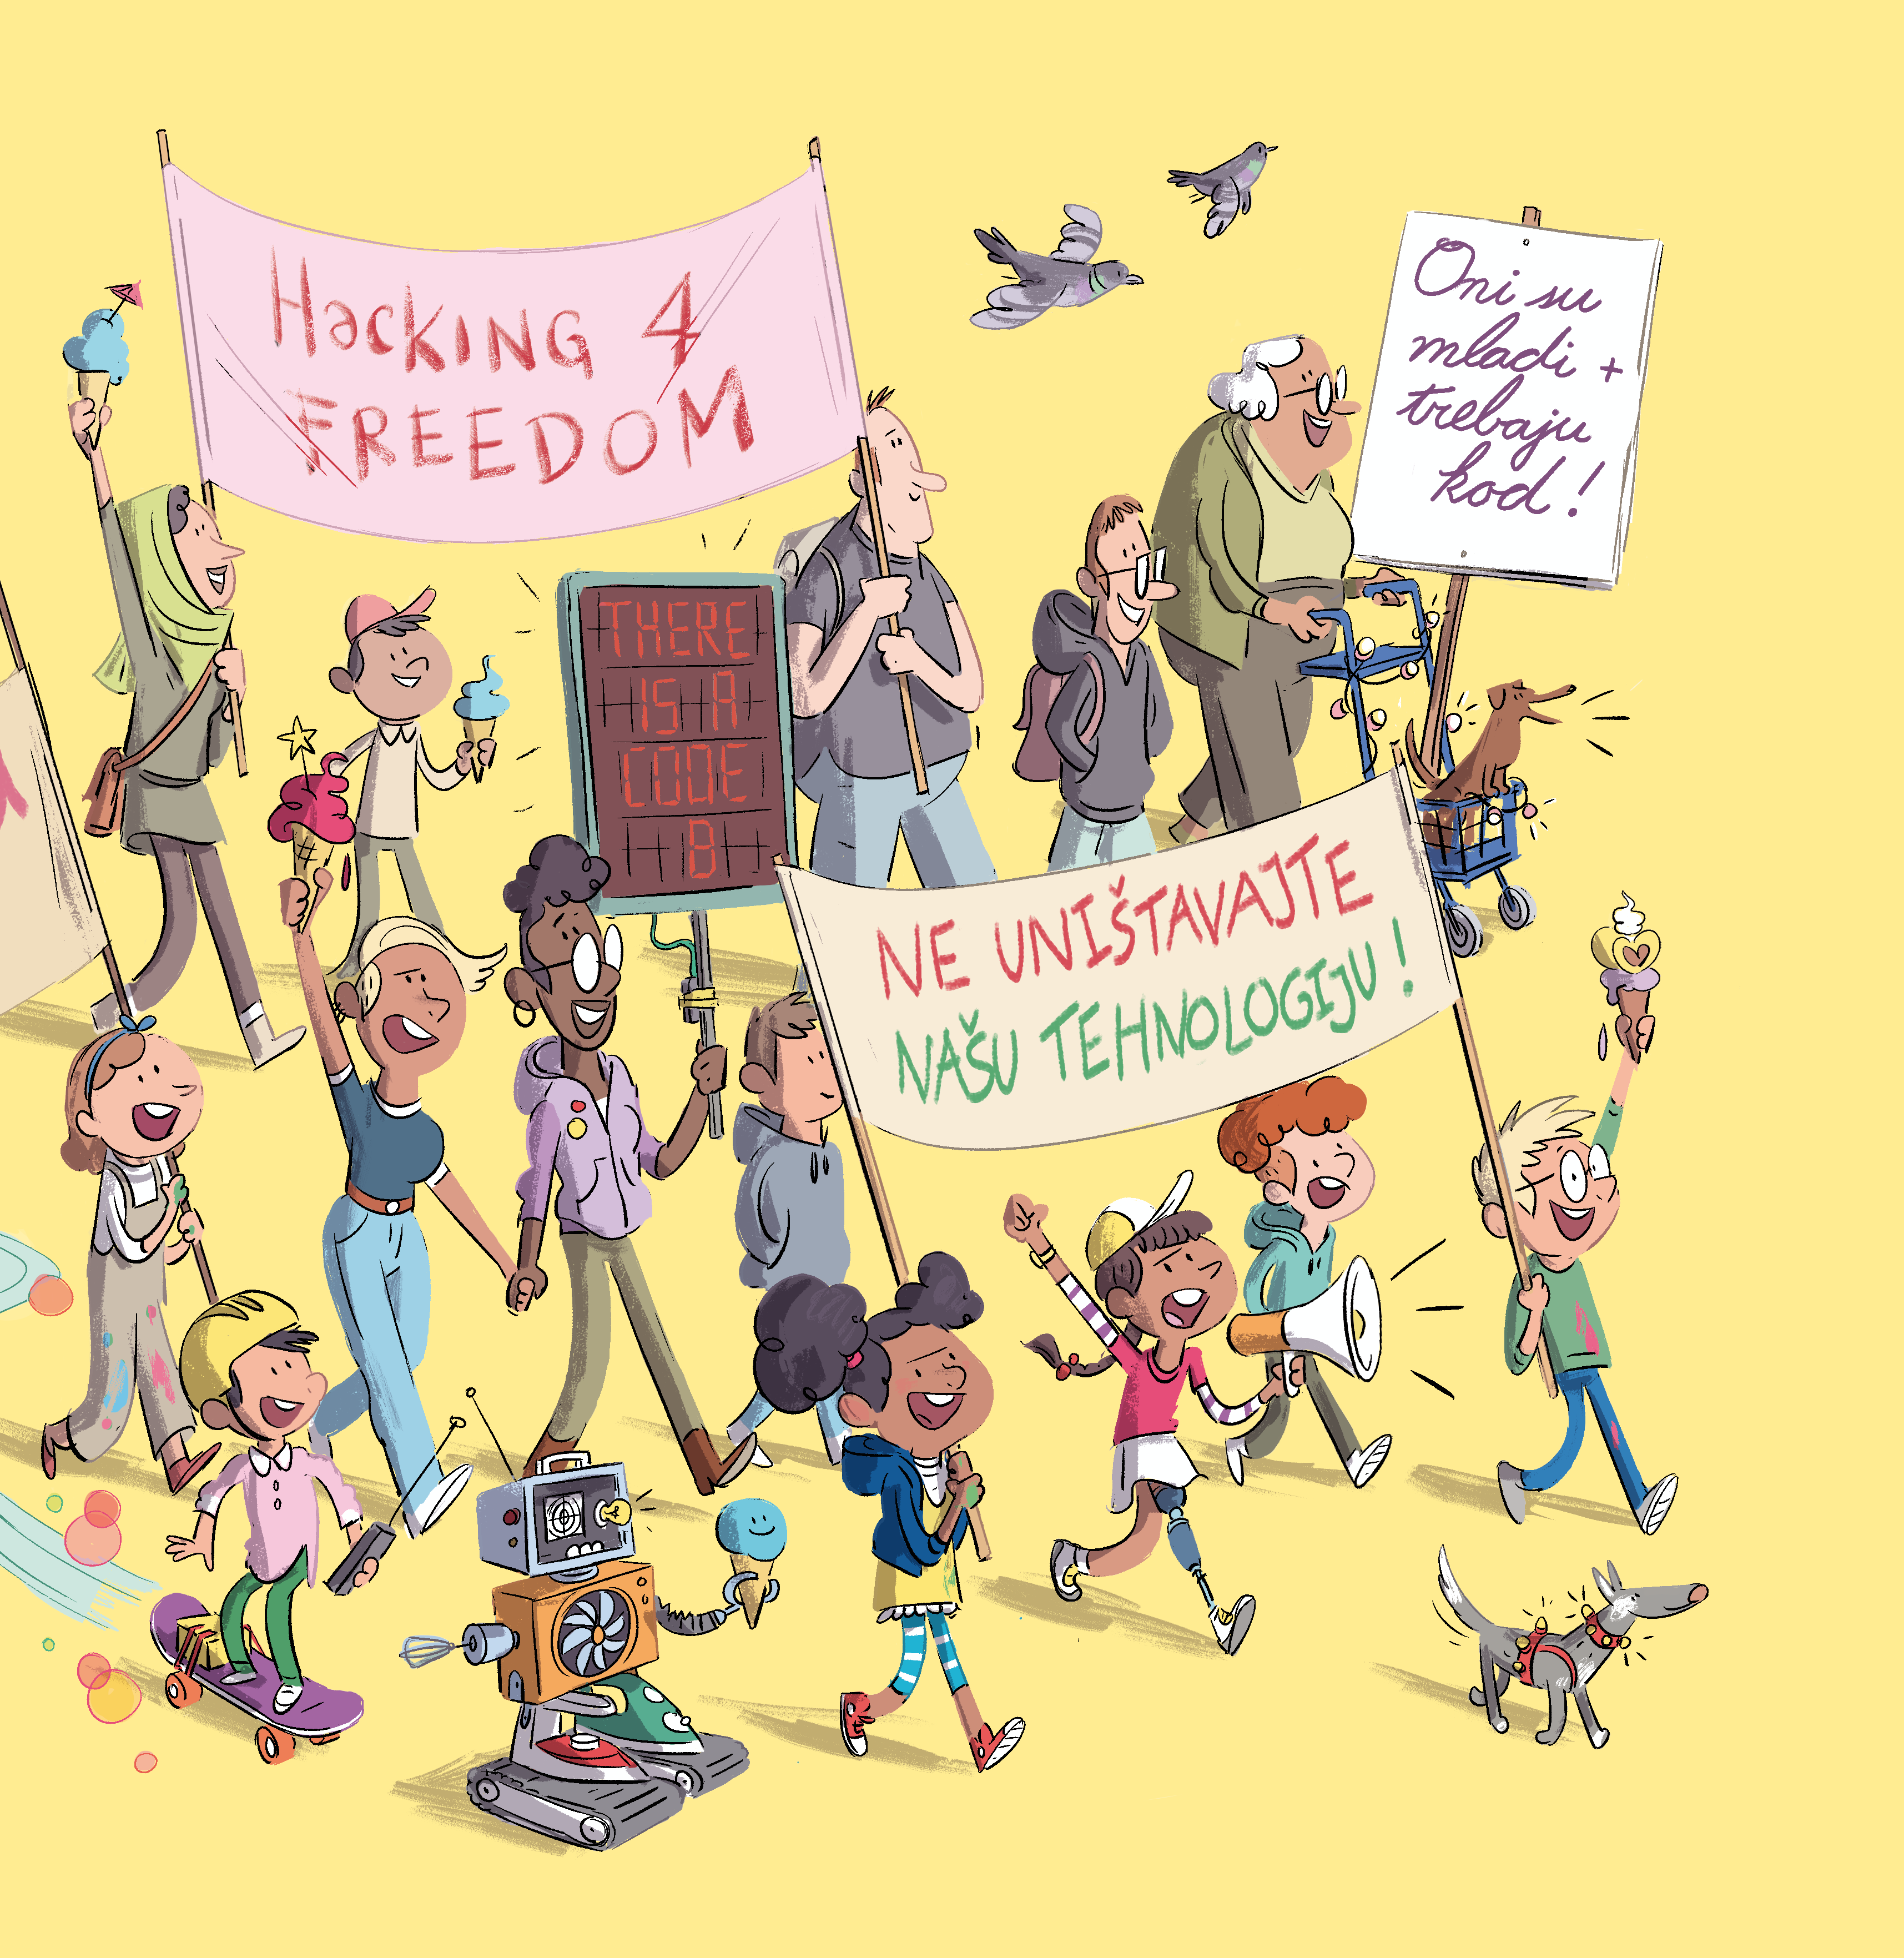 HacKING 4
FREEDOM
Oni su
mladi +
trebaju
kod!
THERE
IS A
CODE
B
NE UNIŠTAVAJTE
NAŠU TEHNOLOGIJU!